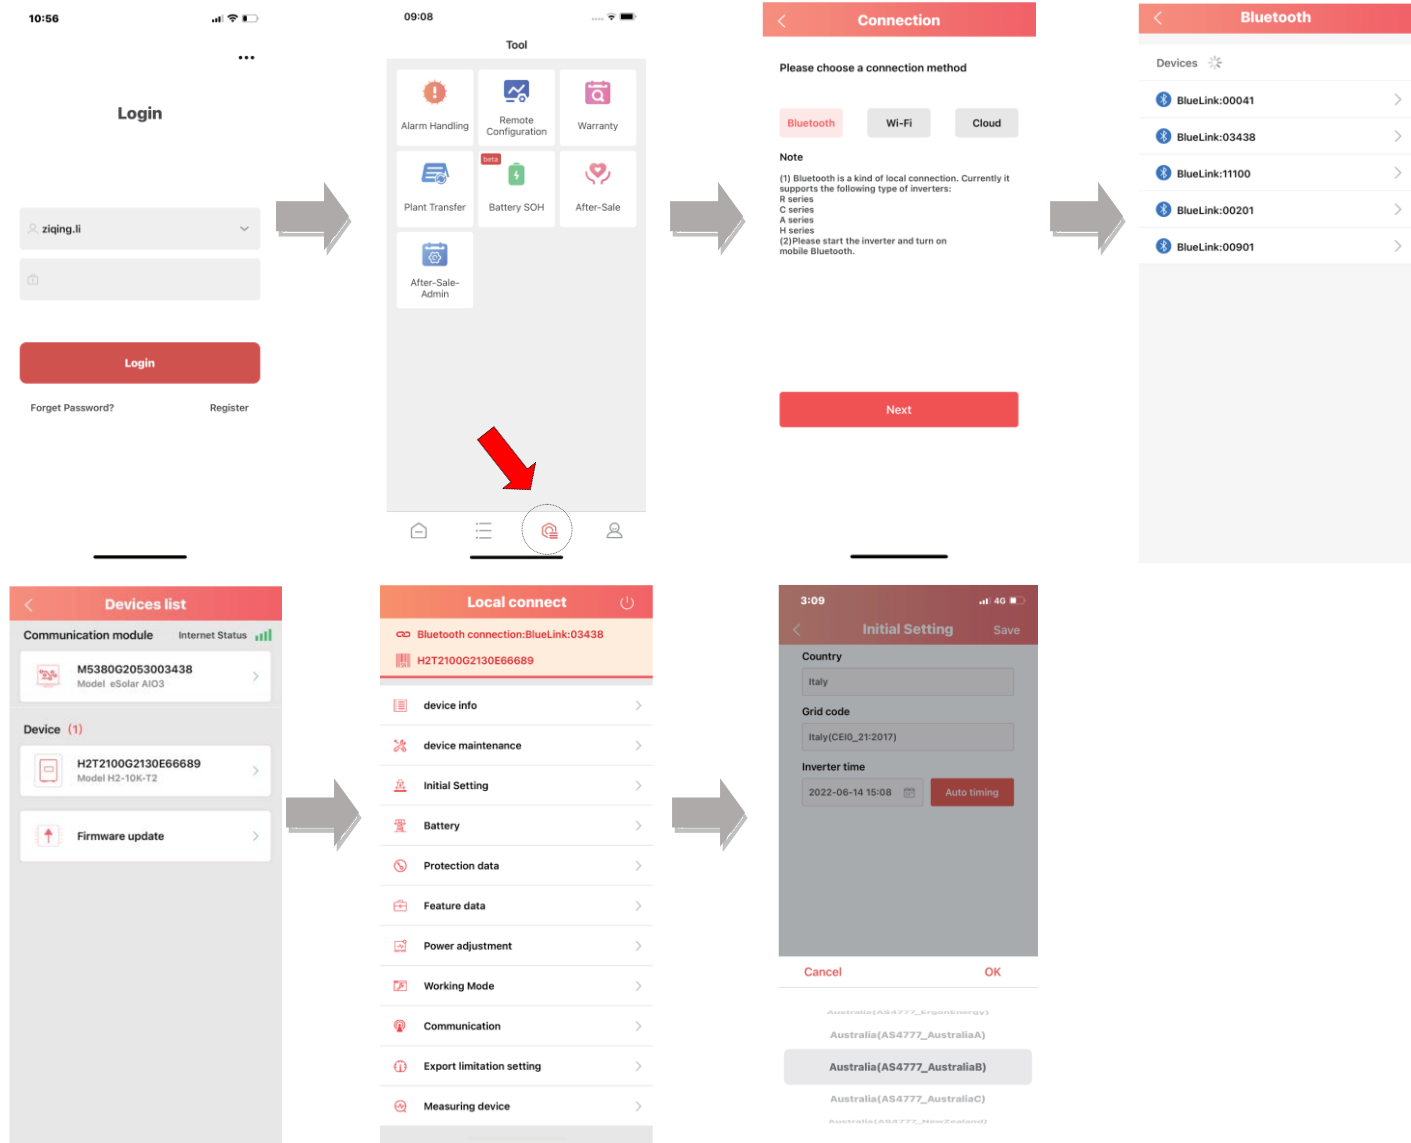 10:56
Login
ziqing.li
Login
Forget Password?
Register
09:08
Tool
Alarm Handling
Remote
Configuration
Warranty
Plant Transfer
beta
Battery SOH
After-Sale
After-Sale-
Admin
Connection
Please choose a connection method
Bluetooth
Wi-Fi
Cloud
Note
(1) Bluetooth is a kind of local connection. Currently it
supports the following type of inverters:
R series
C series
A series
H series
(2)Please start the inverter and turn on
mobile Bluetooth.
Next
Bluetooth
Devices
BlueLink:00041
BlueLink:03438
BlueLink:11100
BlueLink:00201
BlueLink:00901
Devices list
Communication module
Internet Status
M5380G2053003438
Model eSolar AIO3
Device (1)
H2T2100G2130E66689
Model H2-10K-T2
Firmware update
Local connect
Bluetooth connection:BlueLink:03438
H2T2100G2130E66689
device info
device maintenance
Initial Setting
Battery
Protection data
Feature data
Power adjustment
Working Mode
Communication
Export limitation setting
Measuring device
3:09
4G
Initial Setting
Save
Country
Italy
Grid code
Italy(CEI0_21:2017)
Inverter time
2022-06-14 15:08
Auto timing
Cancel
OK
Australia(AS4777_ErgonEnergy)
Australia(AS4777_AustraliaA)
Australia(AS4777_AustraliaB)
Australia(AS4777_AustraliaC)
Australia(AS4777_NewZealand)